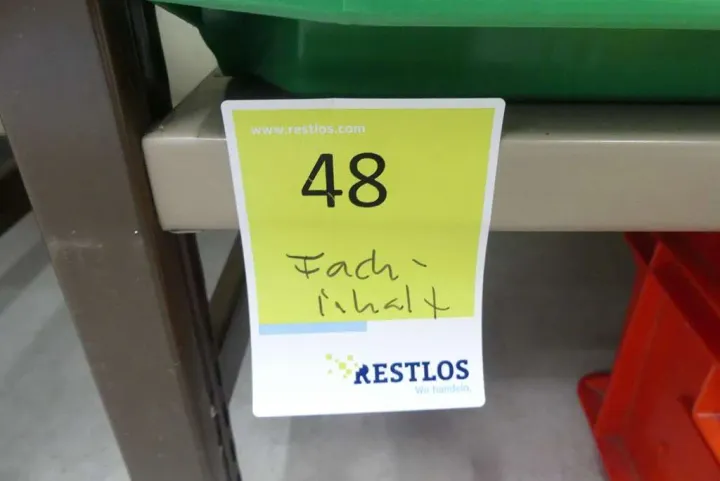 www.restlos.com
48
Fach-
inhalt
RESTLOS
Wir handeln.